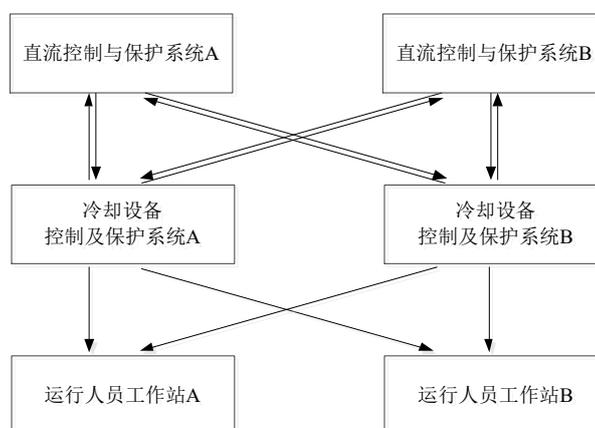 直流控制与保护系统A
直流控制与保护系统B
冷却设备
控制及保护系统A
冷却设备
控制及保护系统B
运行人员工作站A
运行人员工作站B